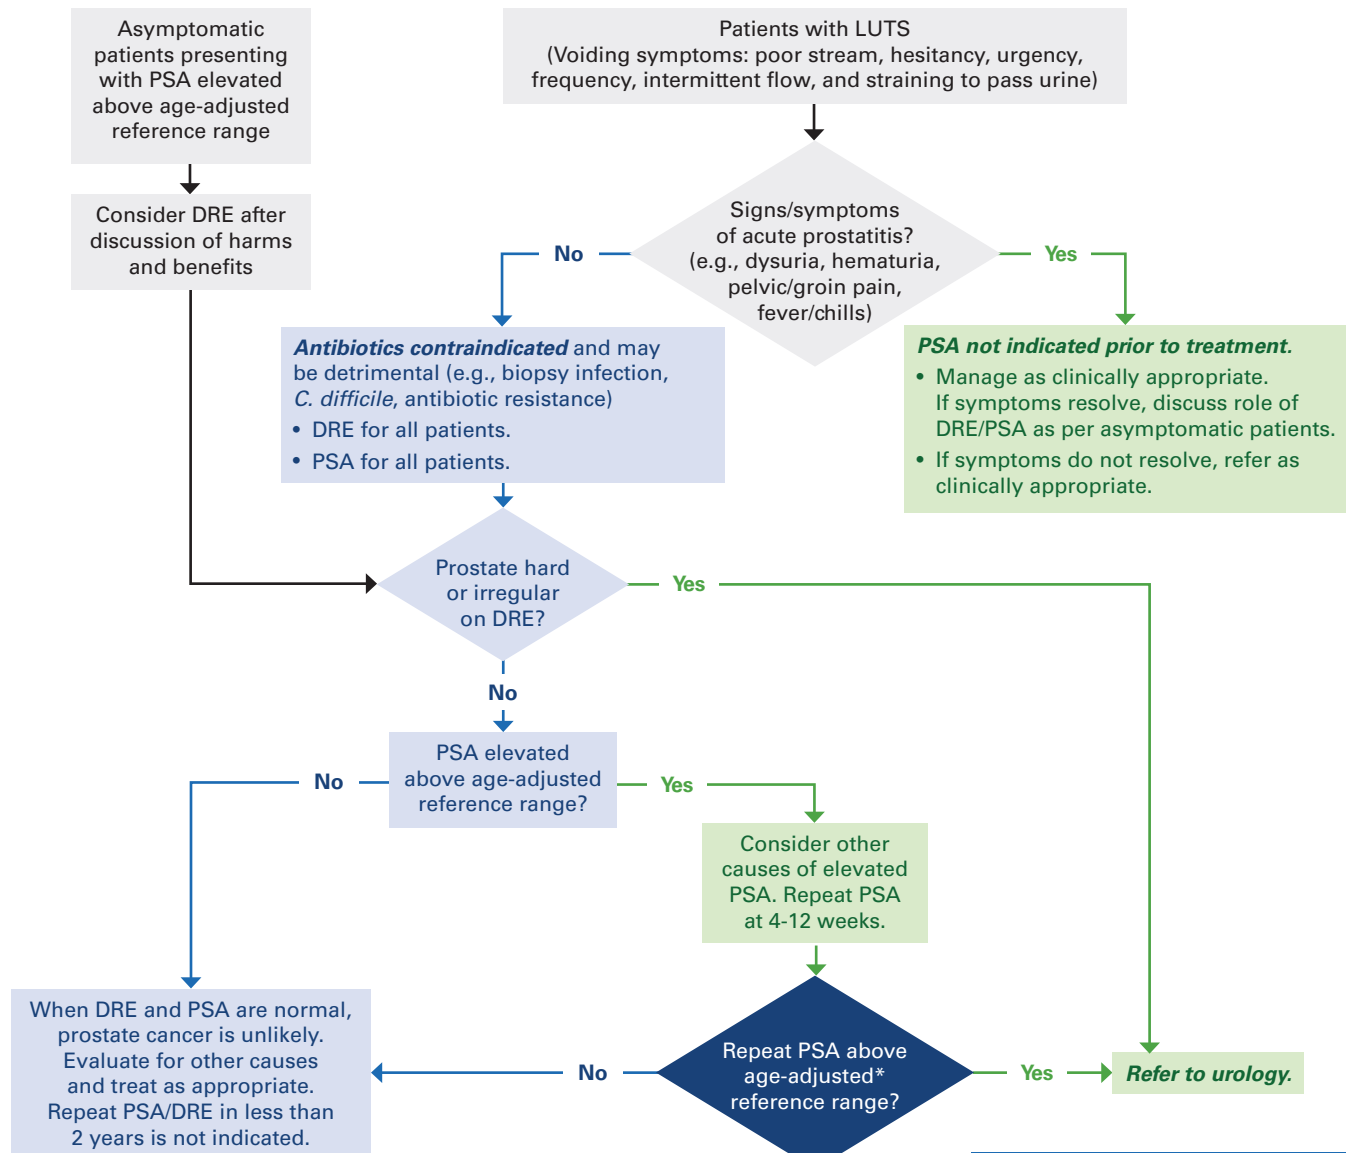 Asymptomatic
patients presenting
with PSA elevated
above age-adjusted
reference range
Patients with LUTS
(Voiding symptoms: poor stream, hesitancy, urgency,
frequency, intermittent flow, and straining to pass urine)
Consider DRE after
discussion of harms
and benefits
Signs/symptoms
of acute prostatitis?
(e.g., dysuria, hematuria,
pelvic/groin pain,
fever/chills)
No
Yes
Antibiotics contraindicated and may
be detrimental (e.g., biopsy infection,
C. difficile, antibiotic resistance)
• DRE for all patients.
• PSA for all patients.
PSA not indicated prior to treatment.
• Manage as clinically appropriate.
If symptoms resolve, discuss role of
DRE/PSA as per asymptomatic patients.
• If symptoms do not resolve, refer as
clinically appropriate.
Prostate hard
or irregular
on DRE?
Yes
No
PSA elevated
above age-adjusted
reference range?
No
Yes
Consider other
causes of elevated
PSA. Repeat PSA
at 4-12 weeks.
When DRE and PSA are normal,
prostate cancer is unlikely.
Evaluate for other causes
and treat as appropriate.
Repeat PSA/DRE in less than
2 years is not indicated.
No
Repeat PSA above
age-adjusted*
reference range?
Yes
Refer to urology.